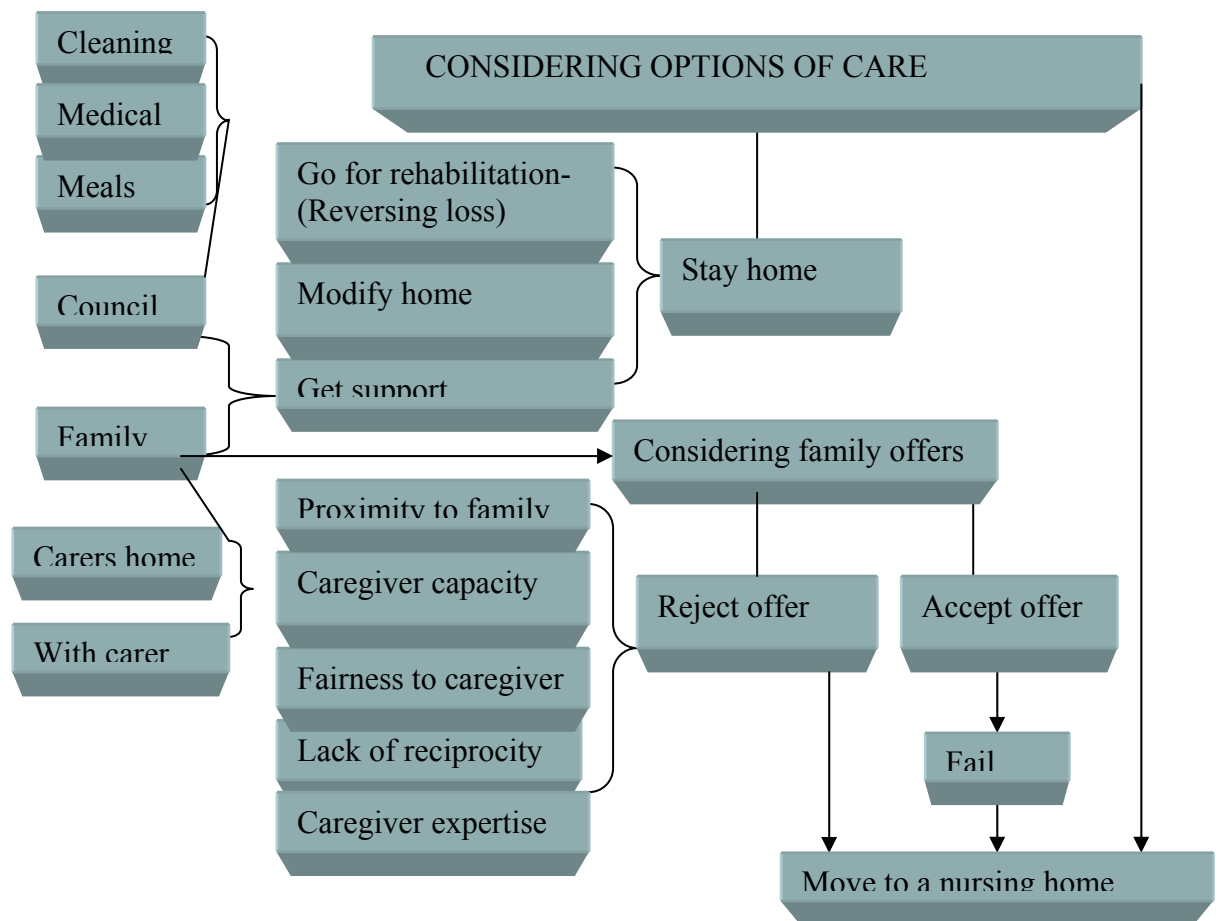 CONSIDERING OPTIONS OF CARE
Cleaning
Medical
Meals
Council
Family
Carers home
With carer
Go for rehabilitation-
(Reversing loss)
Modify home
Get support
Stay home
Considering family offers
Proximity to family
Caregiver capacity
Fairness to caregiver
Lack of reciprocity
Caregiver expertise
Reject offer
Accept offer
Fail
Move to a nursing home